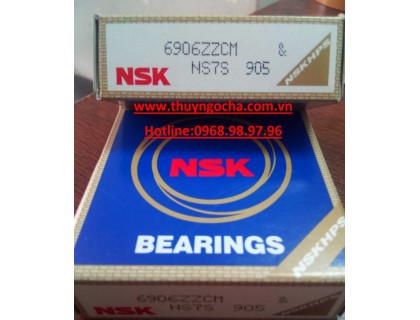 6906ZZCM &
NSK NS7S 905
NSKHPS
www.thuyngocha.com.vn
Hotline:0968.98.97.96
NSK
BEARINGS
NSKHPS
6906ZZCM &
NSK NS7S 905